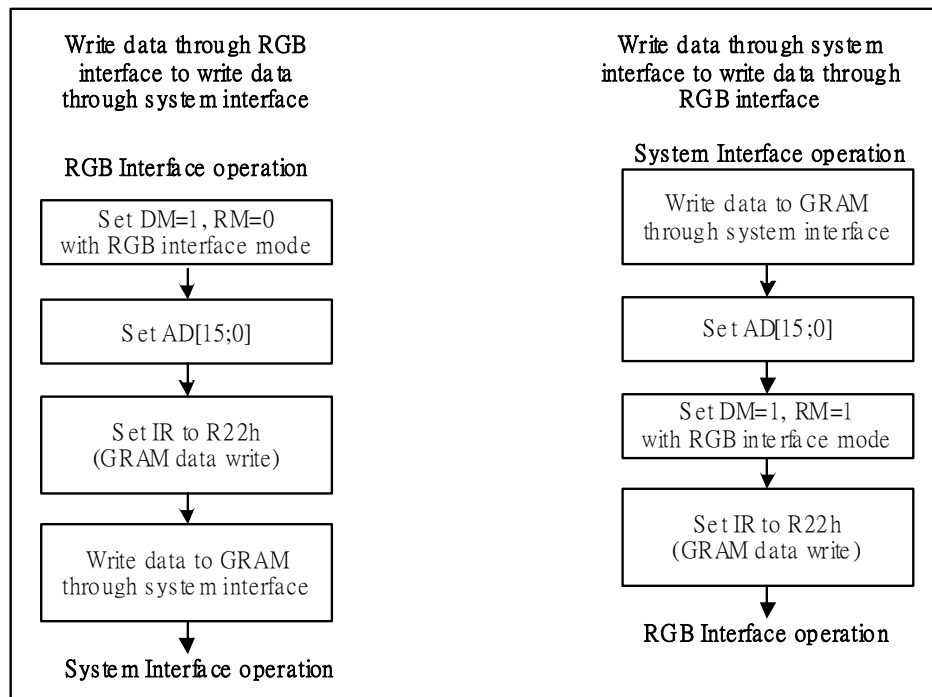 Write data through RGB
interface to write data
through system interface
RGB Interface operation
Set DM=1, RM=0
with RGB interface mode
Set AD[15;0]
Set IR to R22h
(GRAM data write)
Write data to GRAM
through system interface
System Interface operation
Write data through system
interface to write data through
RGB interface
System Interface operation
Write data to GRAM
through system interface
Set AD[15;0]
Set DM=1, RM=1
with RGB interface mode
Set IR to R22h
(GRAM data write)
RGB Interface operation